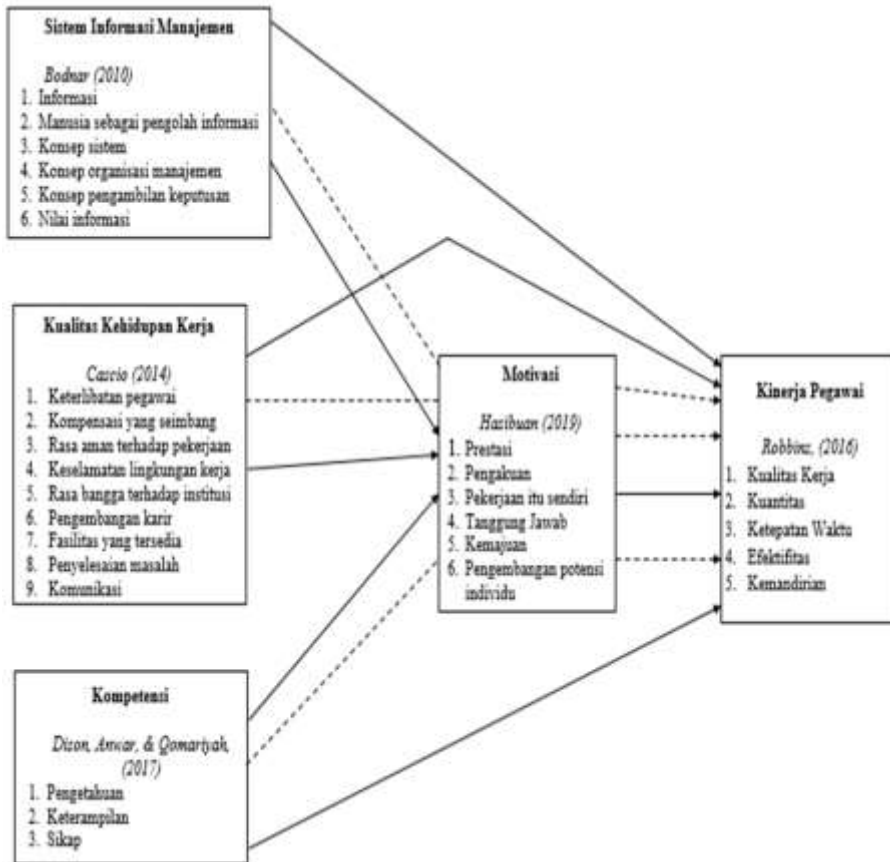 Sistem Informasi Manajemen
Bodnar (2010)
1. Informasi
2. Manusia sebagai pengolah informasi
3. Konsep sistem
4. Konsep organisasi manajemen
5. Konsep pengambilan keputusan
6. Nilai informasi
Kualitas Kehidupan Kerja
Cascio (2014)
1. Keterlibatan pegawai
2. Kompensasi yang seimbang
3. Rasa aman terhadap pekerjaan
4. Keselamatan lingkungan kerja
5. Rasa bangga terhadap institusi
6. Pengembangan karir
7. Fasilitas yang tersedia
8. Penyelesaian masalah
9. Komunikasi
Kompetensi
Dison, Anwar, & Qomariyah,
(2017)
1. Pengetahuan
2. Keterampilan
3. Sikap
Motivasi
Hasibuan (2019)
1. Prestasi
2. Pengakuan
3. Pekerjaan itu sendiri
4. Tanggung Jawab
5. Kemajuan
6. Pengembangan potensi
individu
Kinerja Pegawai
Robbins, (2016)
1. Kualitas Kerja
2. Kuantitas
3. Ketepatan Waktu
4. Efektifitas
5. Kemandirian